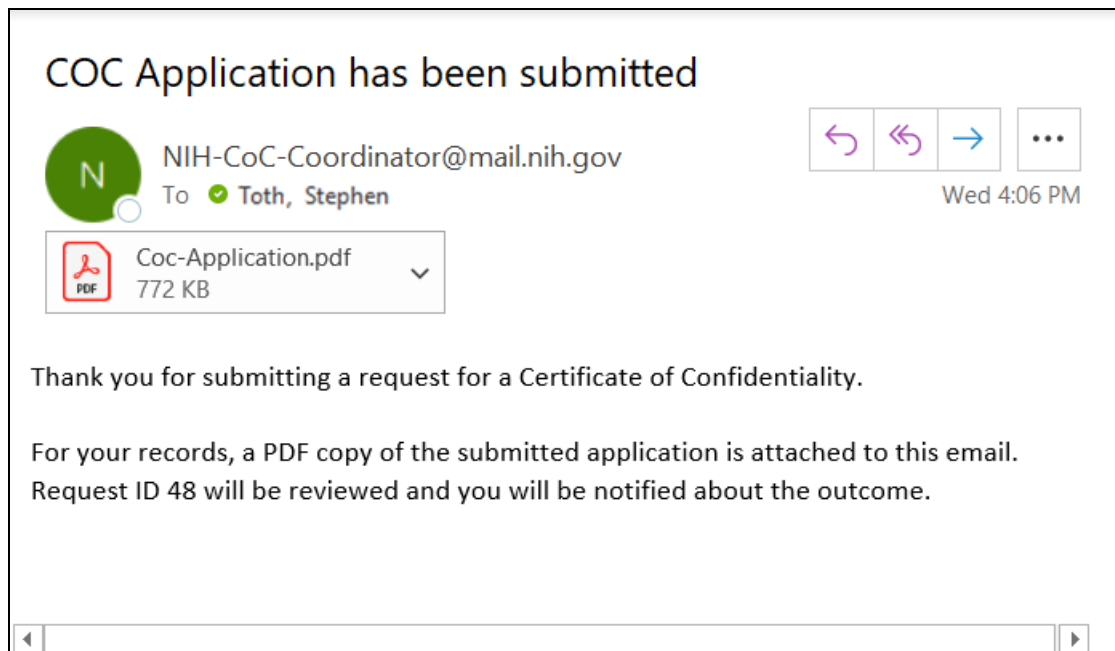 COC Application has been submitted
N
NIH-CoC-Coordinator@mail.nih.gov
To Toth, Stephen
Wed 4:06 PM
PDF
Coc-Application.pdf
772 KB
Thank you for submitting a request for a Certificate of Confidentiality.
For your records, a PDF copy of the submitted application is attached to this email.
Request ID 48 will be reviewed and you will be notified about the outcome.